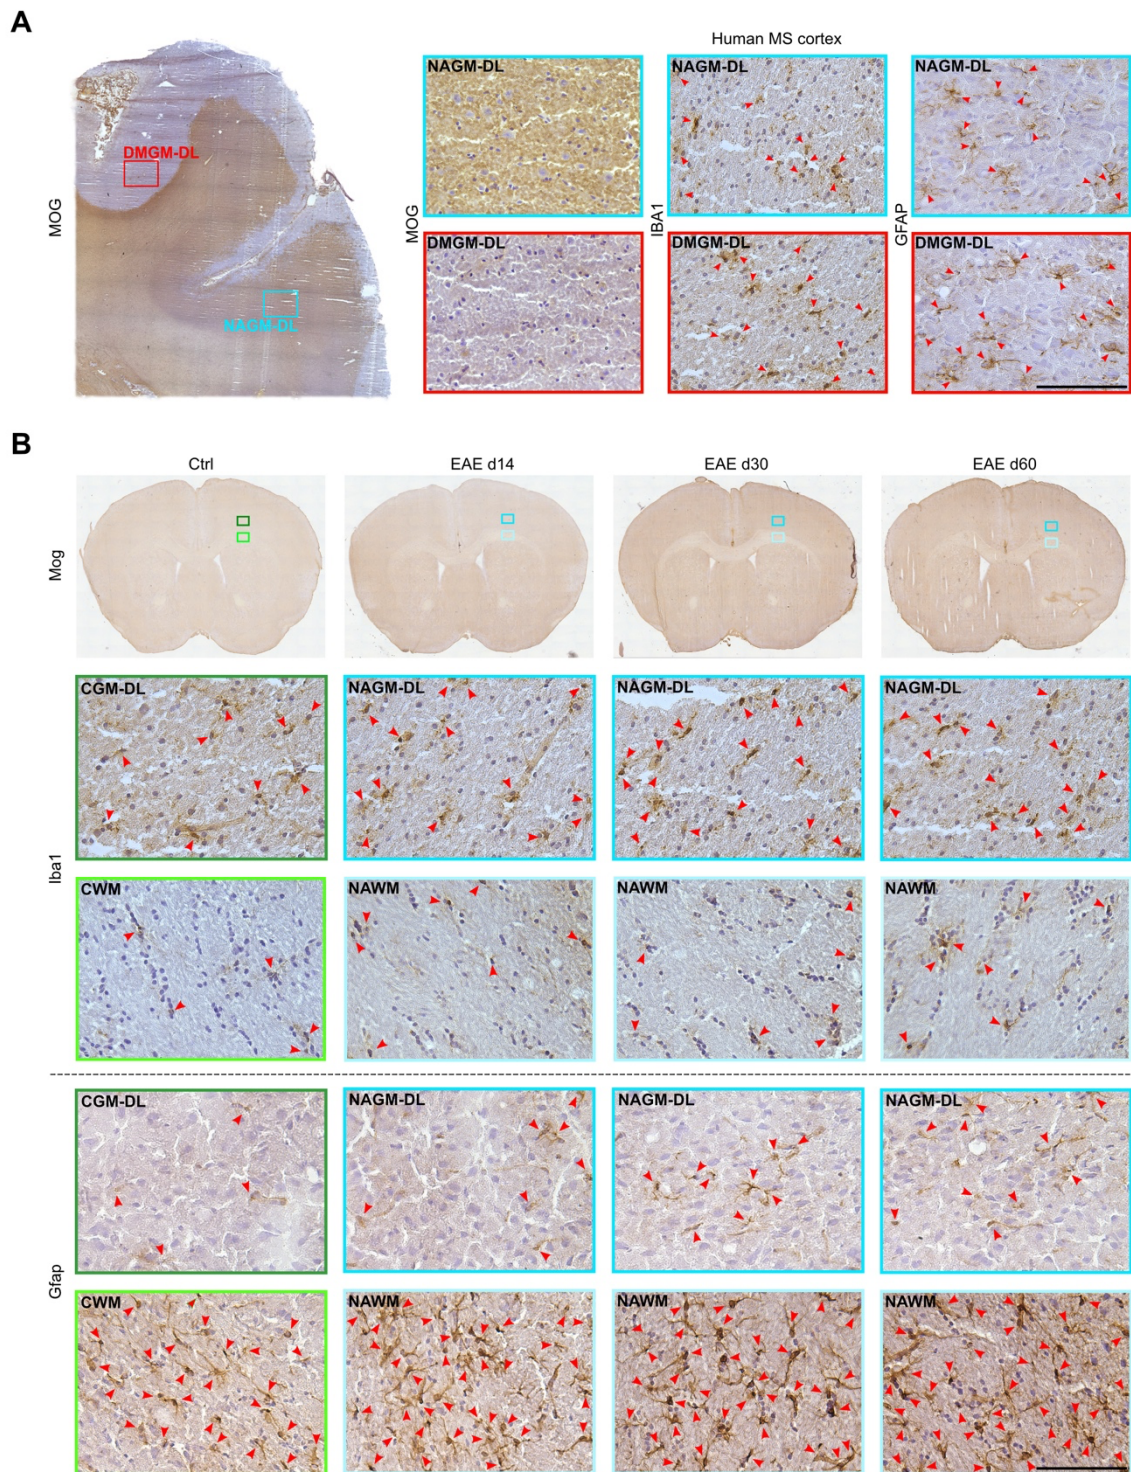 A
Human MS cortex
MOG
DMGM-DL
NAGM-DL
MOG
NAGM-DL
DMGM-DL
IBA1
NAGM-DL
DMGM-DL
GFAP
NAGM-DL
DMGM-DL
B
Ctrl
EAE d14
EAE d30
EAE d60
Mog
Iba1
CGM-DL
NAGM-DL
NAGM-DL
NAGM-DL
CWM
NAWM
NAWM
NAWM
Gfap
CGM-DL
NAGM-DL
NAGM-DL
NAGM-DL
CWM
NAWM
NAWM
NAWM